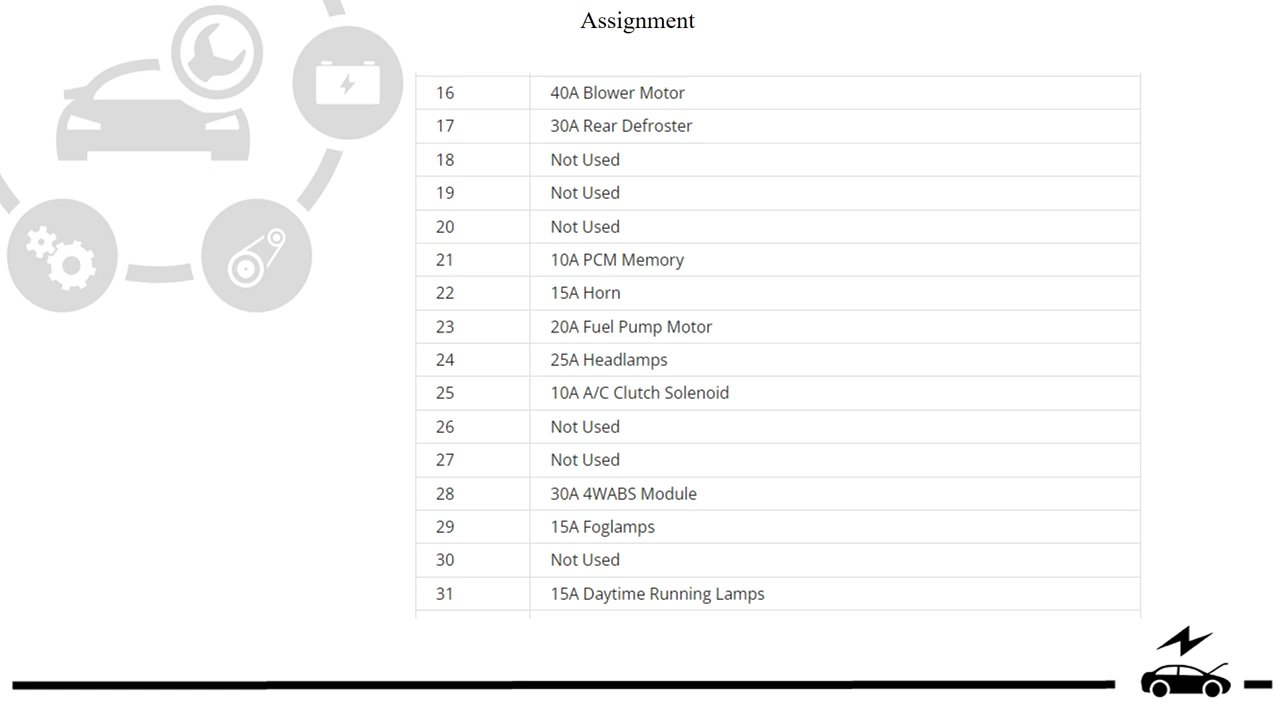 Assignment
16 40A Blower Motor
17 30A Rear Defroster
18 Not Used
19 Not Used
20 Not Used
21 10A PCM Memory
22 15A Horn
23 20A Fuel Pump Motor
24 25A Headlamps
25 10A A/C Clutch Solenoid
26 Not Used
27 Not Used
28 30A 4WABS Module
29 15A Foglamps
30 Not Used
31 15A Daytime Running Lamps